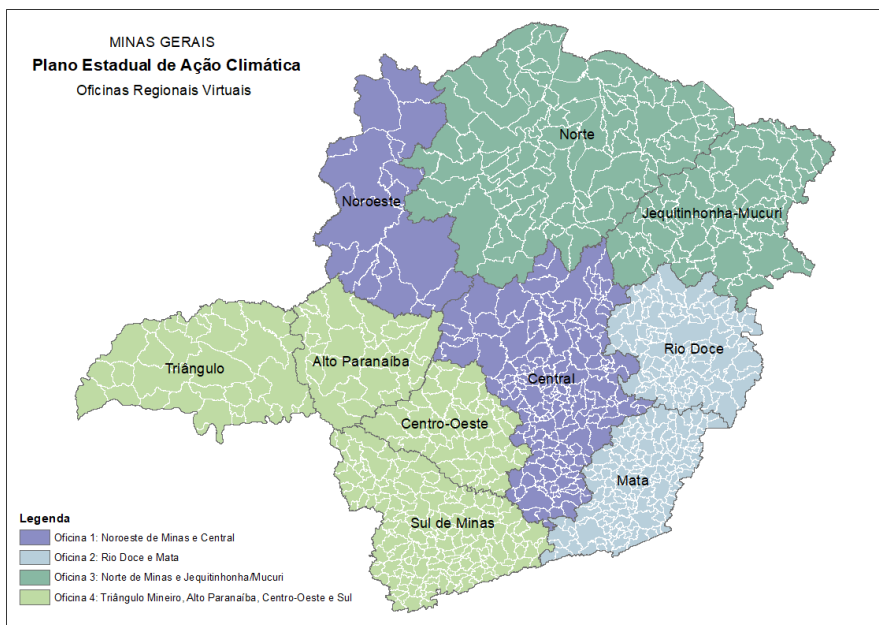 MINAS GERAIS
Plano Estadual de Ação Climática
Oficinas Regionais Virtuais
Norte
Noroeste
Jequitinhonha-Mucuri
Rio Doce
Alto Paranaíba
Triângulo
Central
Centro-Oeste
Mata
Sul de Minas
Legenda
Oficina 1: Noroeste de Minas e Central
Oficina 2: Rio Doce e Mata
Oficina 3: Norte de Minas e Jequitinhonha/Mucuri
Oficina 4: Triângulo Mineiro, Alto Paranaíba, Centro-Oeste e Sul